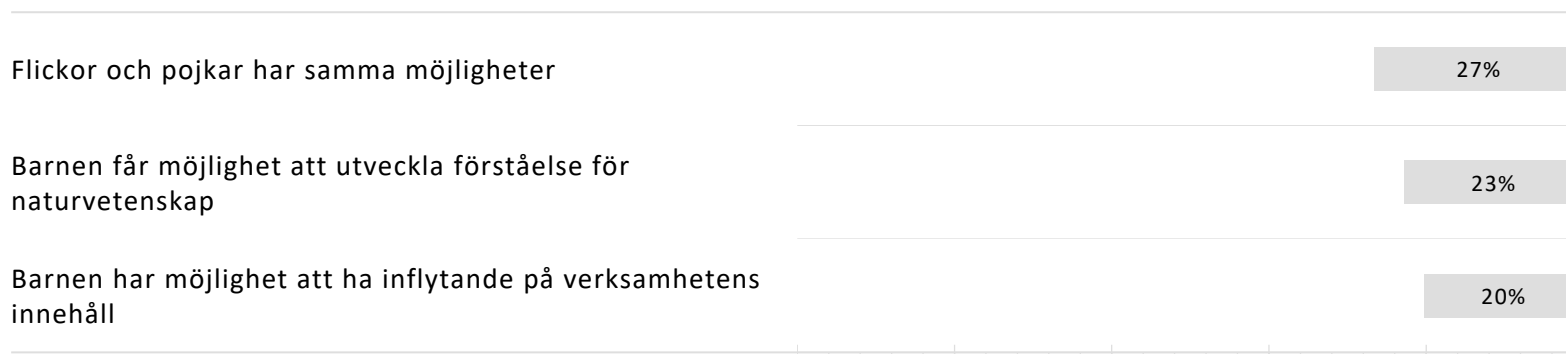 Flickor och pojkar har samma möjligheter
27%
Barnen får möjlighet att utveckla förståelse för
naturvetenskap
23%
Barnen har möjlighet att ha inflytande på verksamhetens
innehåll
20%